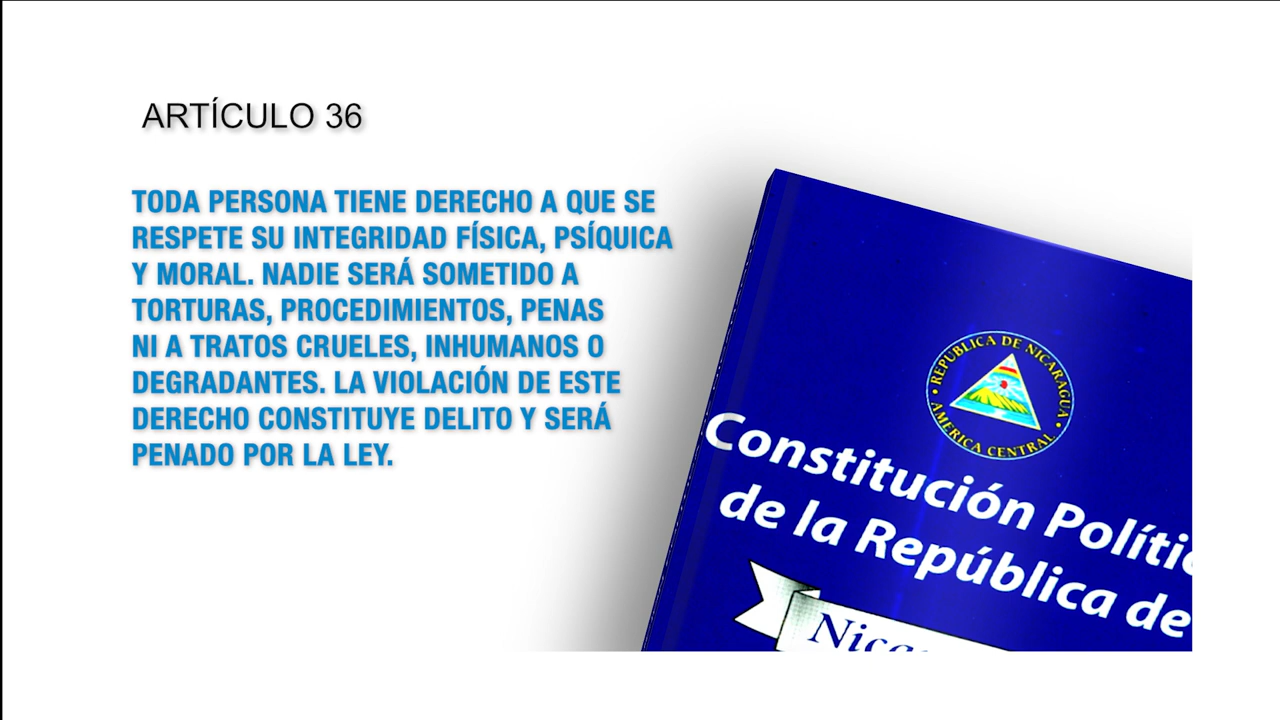 ARTÍCULO 36
TODA PERSONA TIENE DERECHO A QUE SE
RESPETE SU INTEGRIDAD FÍSICA, PSÍQUICA
Y MORAL. NADIE SERÁ SOMETIDO A
TORTURAS, PROCEDIMIENTOS, PENAS
NI A TRATOS CRUELES, INHUMANOS O
DEGRADANTES. LA VIOLACIÓN DE ESTE
DERECHO CONSTITUYE DELITO Y SERÁ
PENADO POR LA LEY.
REPÚBLICA DE NICARAGUA
AMERICA CENTRAL
Constitución Políti
de la República de